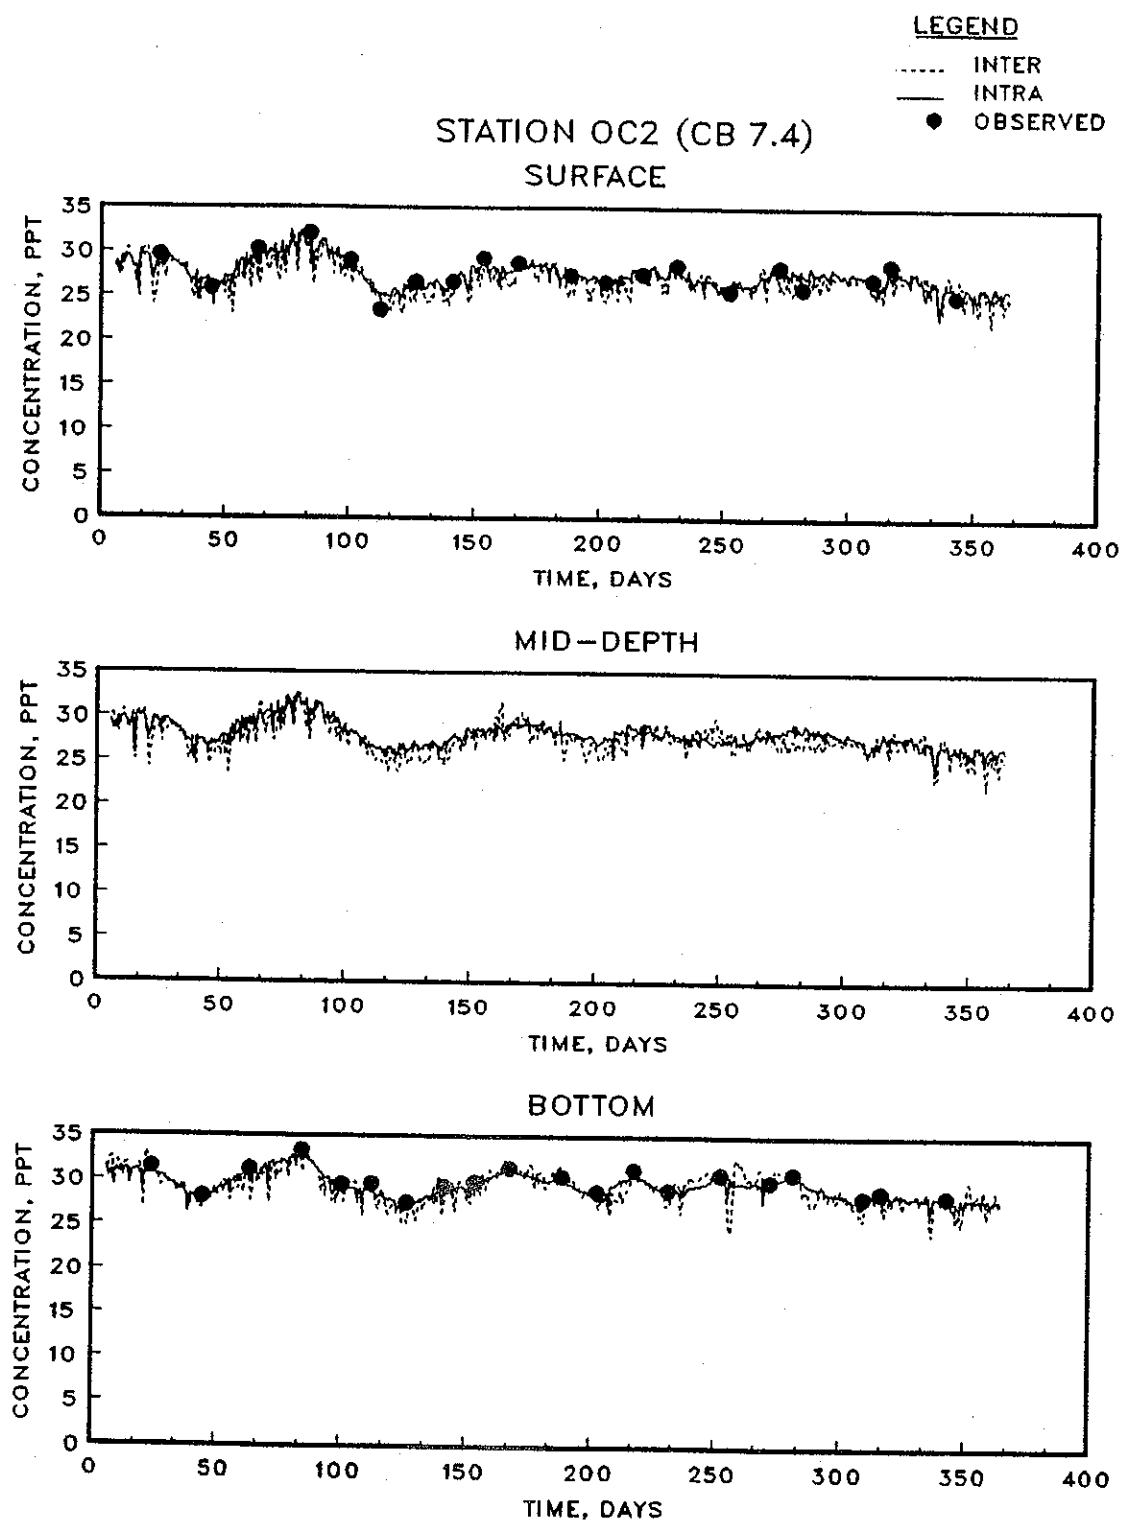 LEGEND
INTER
INTRA
OBSERVED
STATION OC2 (CB 7.4)
SURFACE
CONCENTRATION, PPT
35
30
25
20
15
10
5
0
0 50 100 150 200 250 300 350 400
TIME, DAYS
MID-DEPTH
CONCENTRATION, PPT
35
30
25
20
15
10
5
0
0 50 100 150 200 250 300 350 400
TIME, DAYS
BOTTOM
CONCENTRATION, PPT
35
30
25
20
15
10
5
0
0 50 100 150 200 250 300 350 400
TIME, DAYS